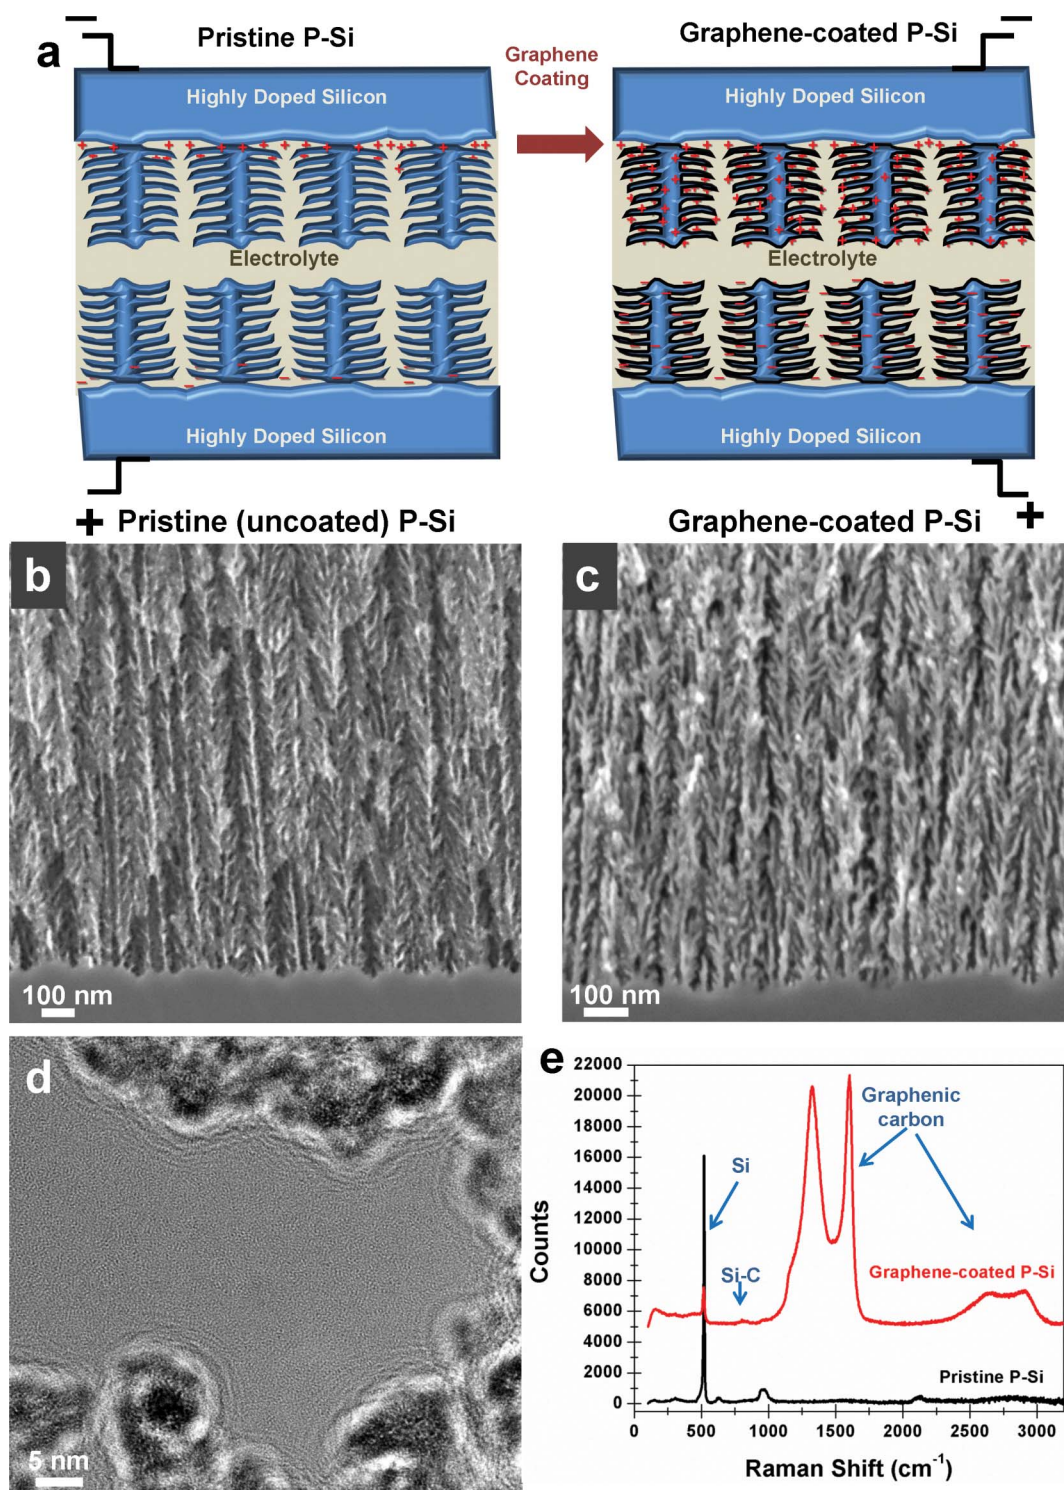 a
Pristine P-Si
Graphene
Coating
Graphene-coated P-Si
Highly Doped Silicon
Highly Doped Silicon
Electrolyte
Electrolyte
Highly Doped Silicon
Highly Doped Silicon
+ Pristine (uncoated) P-Si
Graphene-coated P-Si +
b
100 nm
c
100 nm
d
5 nm
e
22000
20000
18000
16000
14000
12000
10000
8000
6000
4000
2000
0
Counts
Graphenic
carbon
Si
Si-C
Graphene-coated P-Si
Pristine P-Si
0 500 1000 1500 2000 2500 3000
Raman Shift (cm⁻¹)